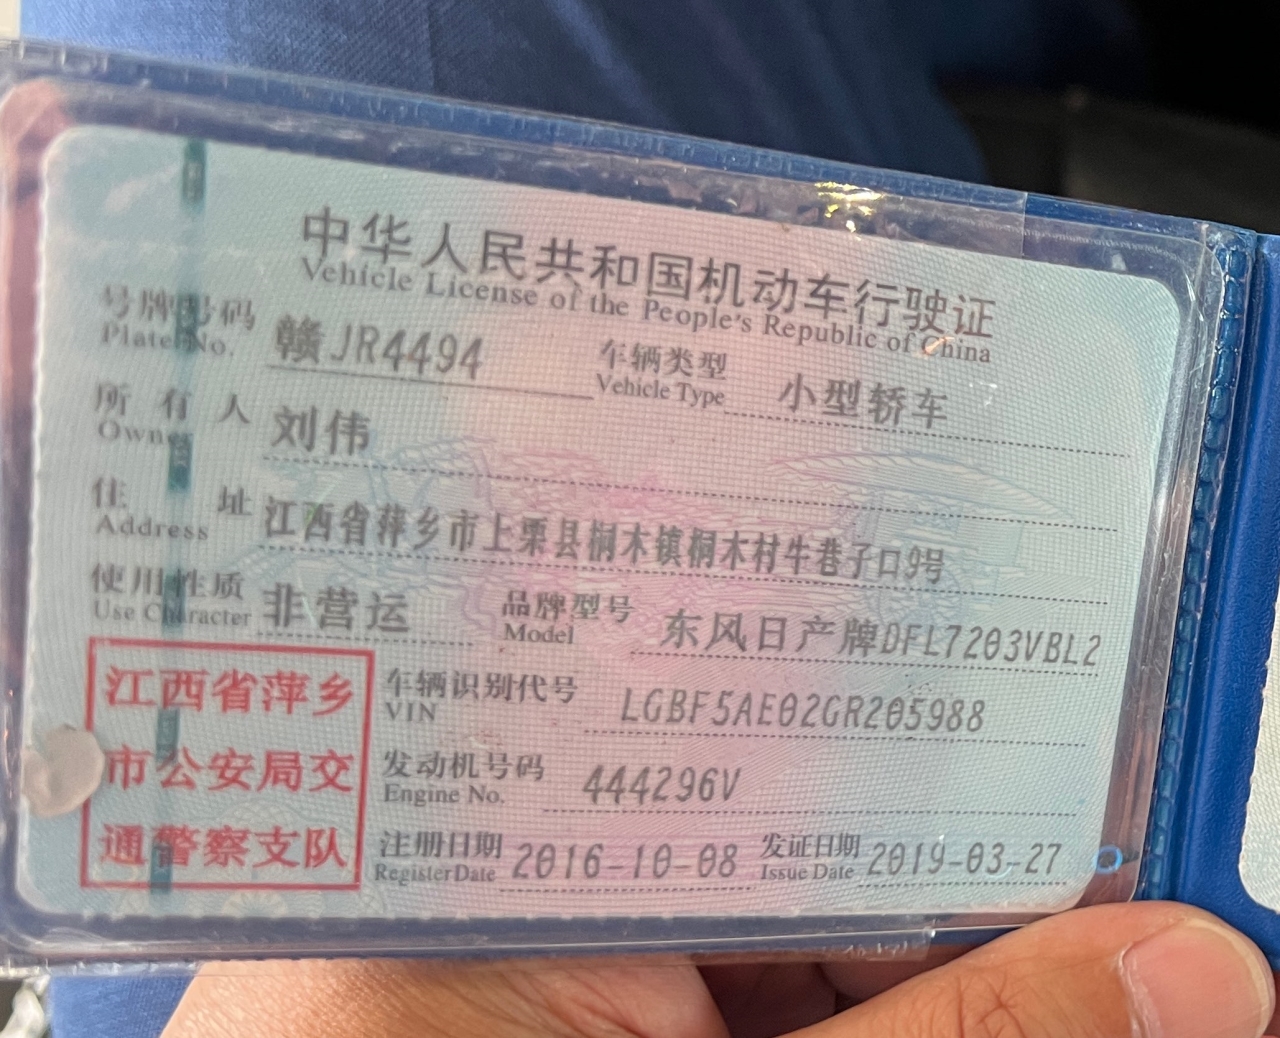 中华人民共和国机动车行驶证
Vehicle License of the People's Republic of China
号牌号码 赣JR4494 车辆类型 小型轿车
Plate No. Vehicle Type
所有人 刘伟
Owner
住址 江西省萍乡市上栗县桐木镇桐木村牛巷子口9号
Address
使用性质 非营运 品牌型号 东风日产牌DFL7203VBL2
Use Character Model
江西省萍乡
市公安局交
通警察支队
车辆识别代号 LGBF5AE02GR205988
VIN
发动机号码 444296V
Engine No.
注册日期 2016-10-08 发证日期 2019-03-27
Register Date Issue Date